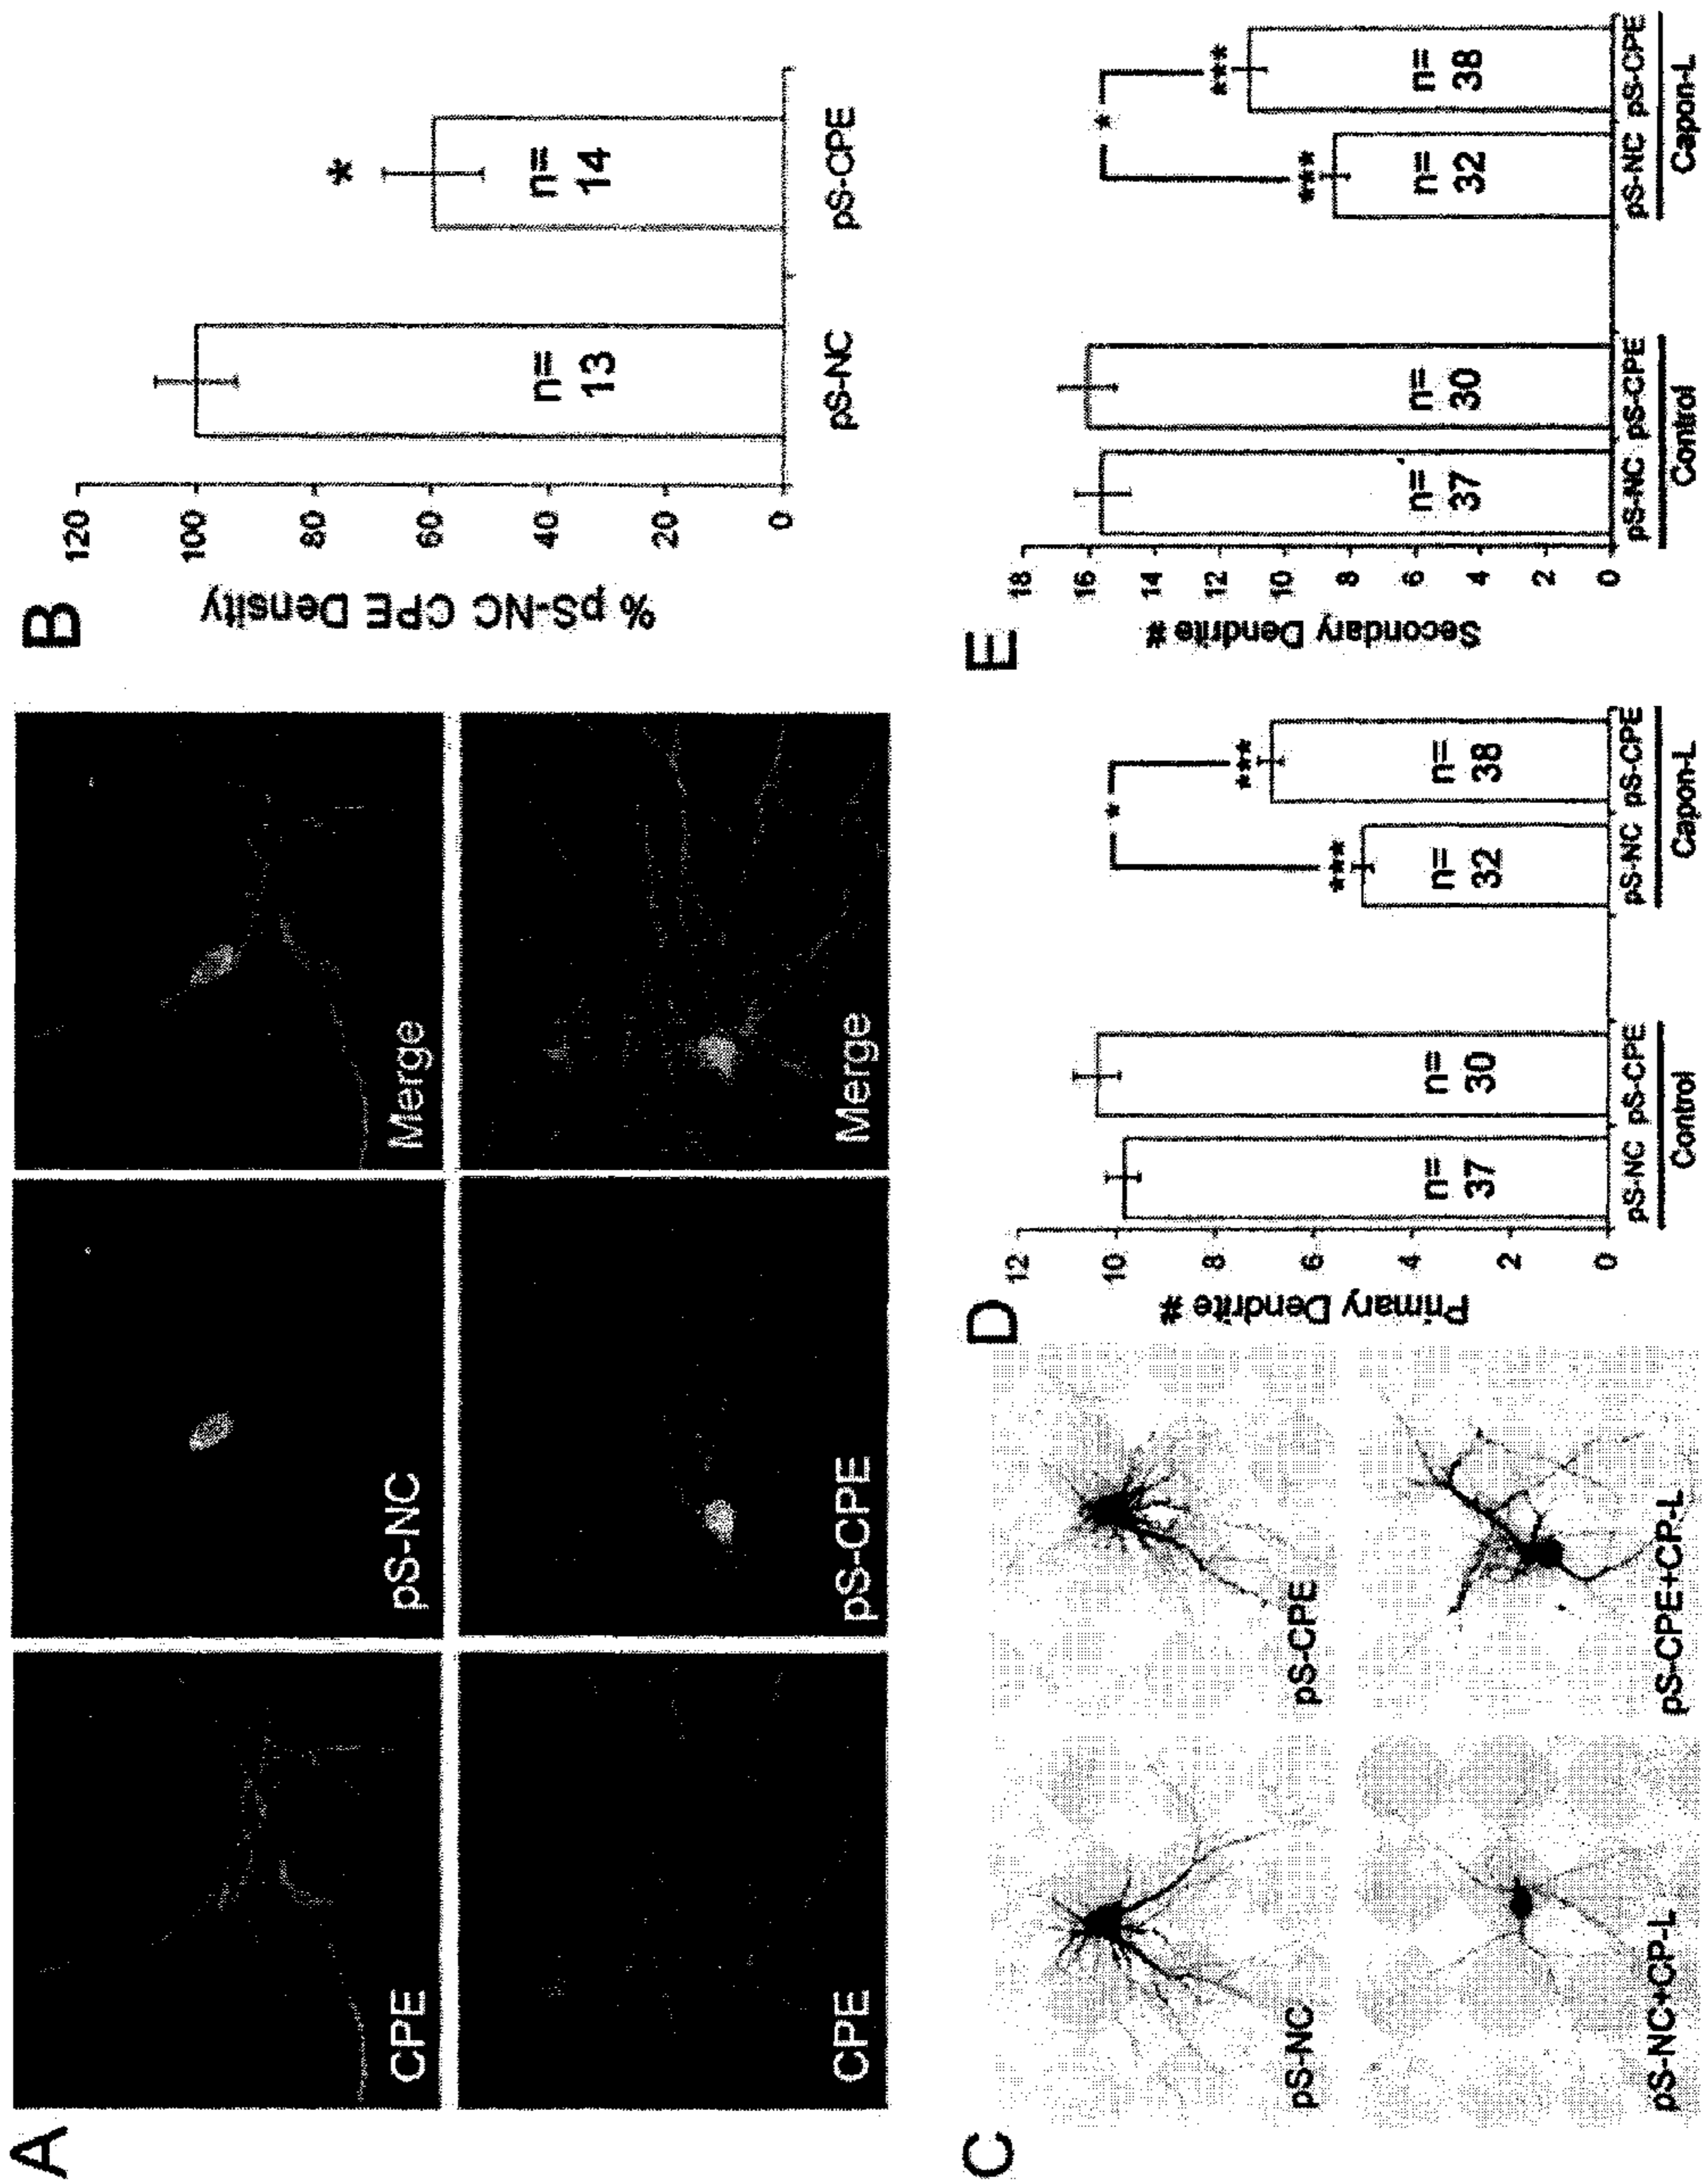 A
CPE
pS-NC
Merge
CPE
pS-CPE
Merge
B
% pS-NC CPE Density
120
100
80
60
40
20
0
*
n=
13
n=
14
pS-NC
pS-CPE
C
pS-NC
pS-CPE
pS-NC+CP-L
pS-CPE+CP-L
D
Primary Dendrite #
12
10
8
6
4
2
0
*
***
***
n=
37
n=
30
n=
32
n=
38
pS-NC pS-CPE
pS-NC pS-CPE
Control
Capon-L
E
Secondary Dendrite #
18
16
14
12
10
8
6
4
2
0
*
***
***
n=
37
n=
30
n=
32
n=
38
pS-NC pS-CPE
pS-NC pS-CPE
Control
Capon-L